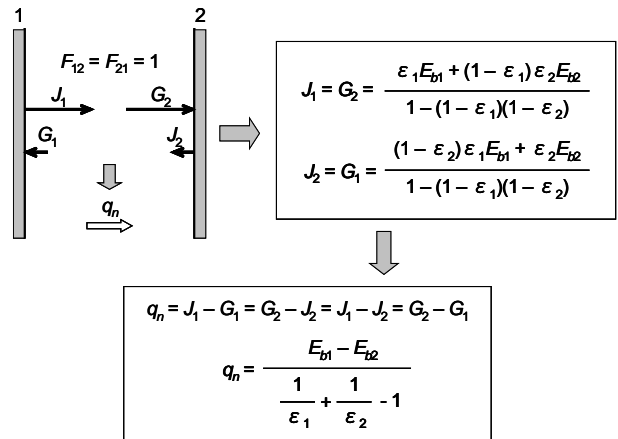 1 2
F12 = F21 = 1
J1 G2
G1 J2
qn
J1 = G2 = ε1Eb1 + (1 – ε1) ε2Eb2 / 1 – (1 – ε1)(1 – ε2)
J2 = G1 = (1 – ε2) ε1Eb1 + ε2Eb2 / 1 – (1 – ε1)(1 – ε2)
qn = J1 – G1 = G2 – J2 = J1 – J2 = G2 – G1
qn = Eb1 – Eb2 / 1/ε1 + 1/ε2 - 1